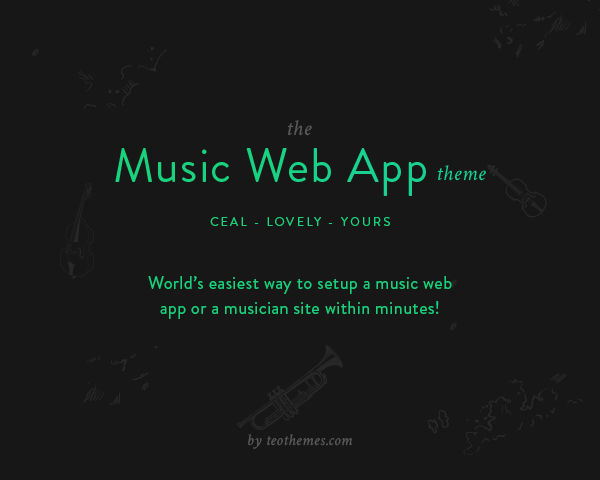 the
Music Web App theme
CEAL - LOVELY - YOURS
World's easiest way to setup a music web
app or a musician site within minutes!
by teothemes.com